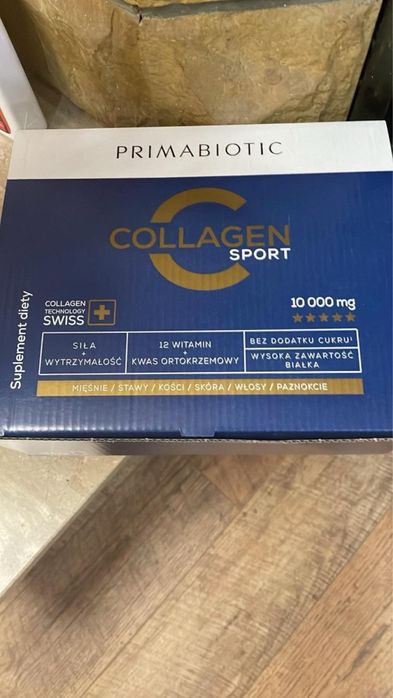 PRIMABIOTIC
COLLAGEN
SPORT
COLLAGEN
TECHNOLOGY
SWISS
10 000 mg
Suplement diety
SIŁA
+
WYTRZYMAŁOŚĆ
12 WITAMIN
+
KWAS ORTOKRZEMOWY
BEZ DODATKU CUKRU¹
WYSOKA ZAWARTOŚĆ
BIAŁKA
MIĘŚNIE / STAWY / KOŚCI / SKÓRA / WŁOSY / PAZNOKCIE